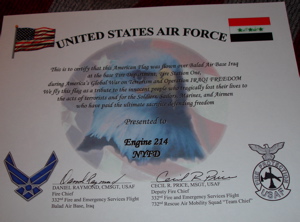 UNITED STATES AIR FORCE
This is to certify that this American Flag was flown over Balad Air Base Iraq
at the base Fire Department, Fire Station One,
during America's Global War on Terrorism and Operation IRAQI FREEDOM
We fly this flag as a tribute to the innocent people who tragically lost their lives to
the acts of terrorists and for the Soldiers, Sailors, Marines, and Airmen
who have paid the ultimate sacrifice defending freedom
Presented to
Engine 214
NYFD
DANIEL RAYMOND, CMSGT, USAF
Fire Chief
332nd Fire and Emergency Services Flight
Balad Air Base, Iraq
CECIL R. PRICE, SMSGT, USAF
Deputy Fire Chief
332nd Fire and Emergency Services Flight
332nd Rescue Air Mobility Squad "Team Chief"